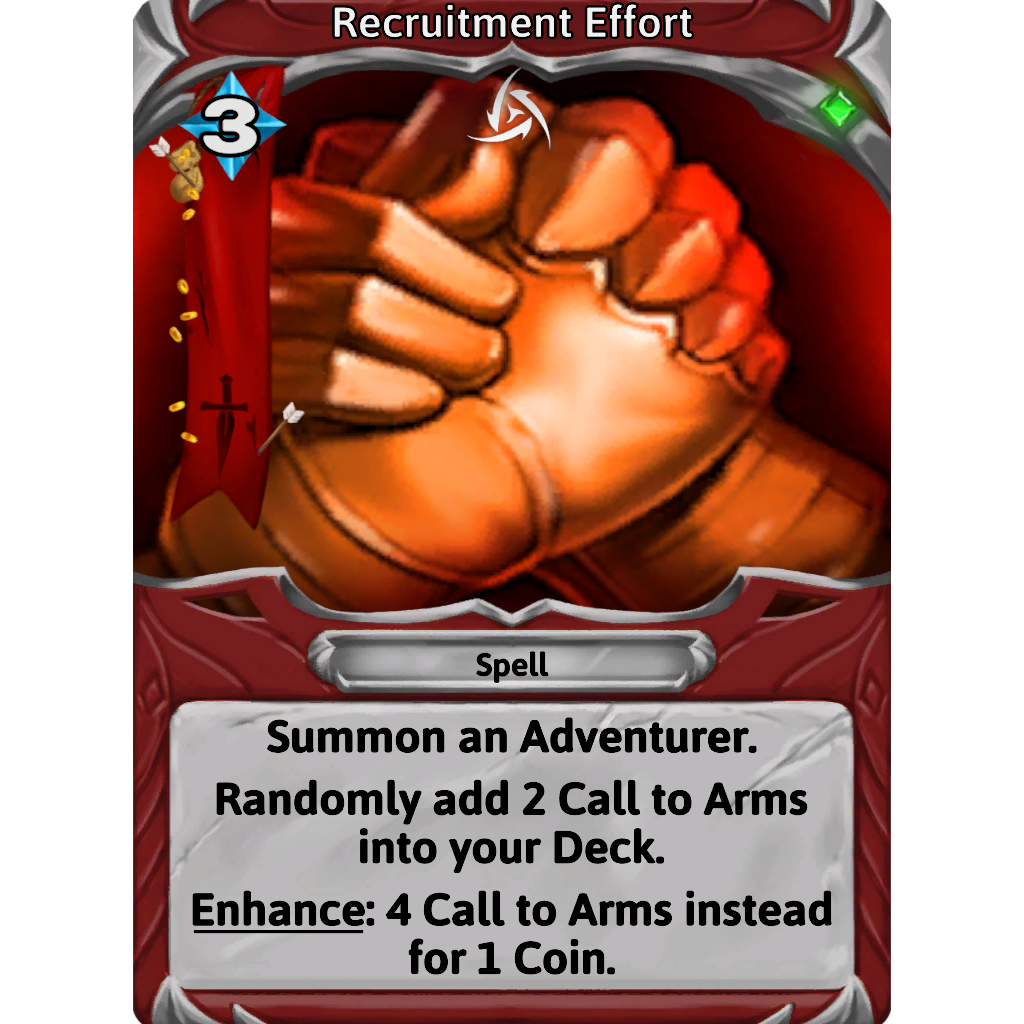 Recruitment Effort
3
Spell
Summon an Adventurer.
Randomly add 2 Call to Arms
into your Deck.
Enhance: 4 Call to Arms instead
for 1 Coin.